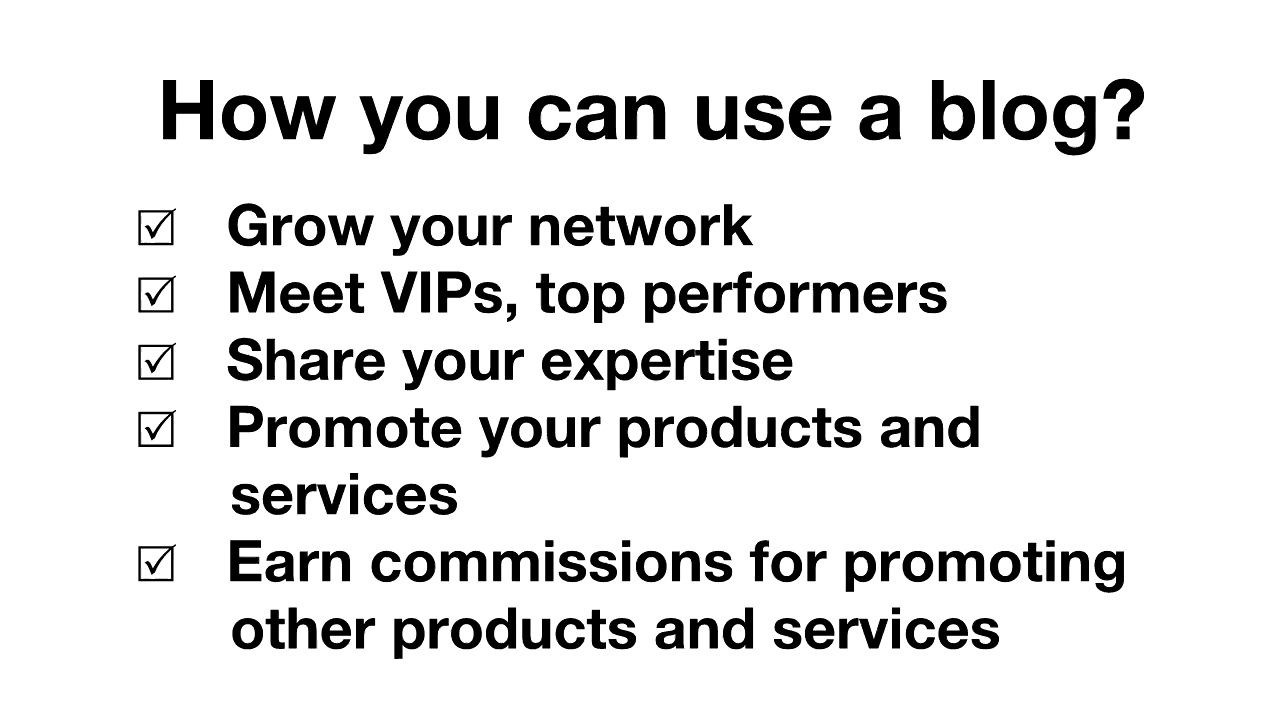 How you can use a blog?
☑ Grow your network
☑ Meet VIPs, top performers
☑ Share your expertise
☑ Promote your products and
services
☑ Earn commissions for promoting
other products and services